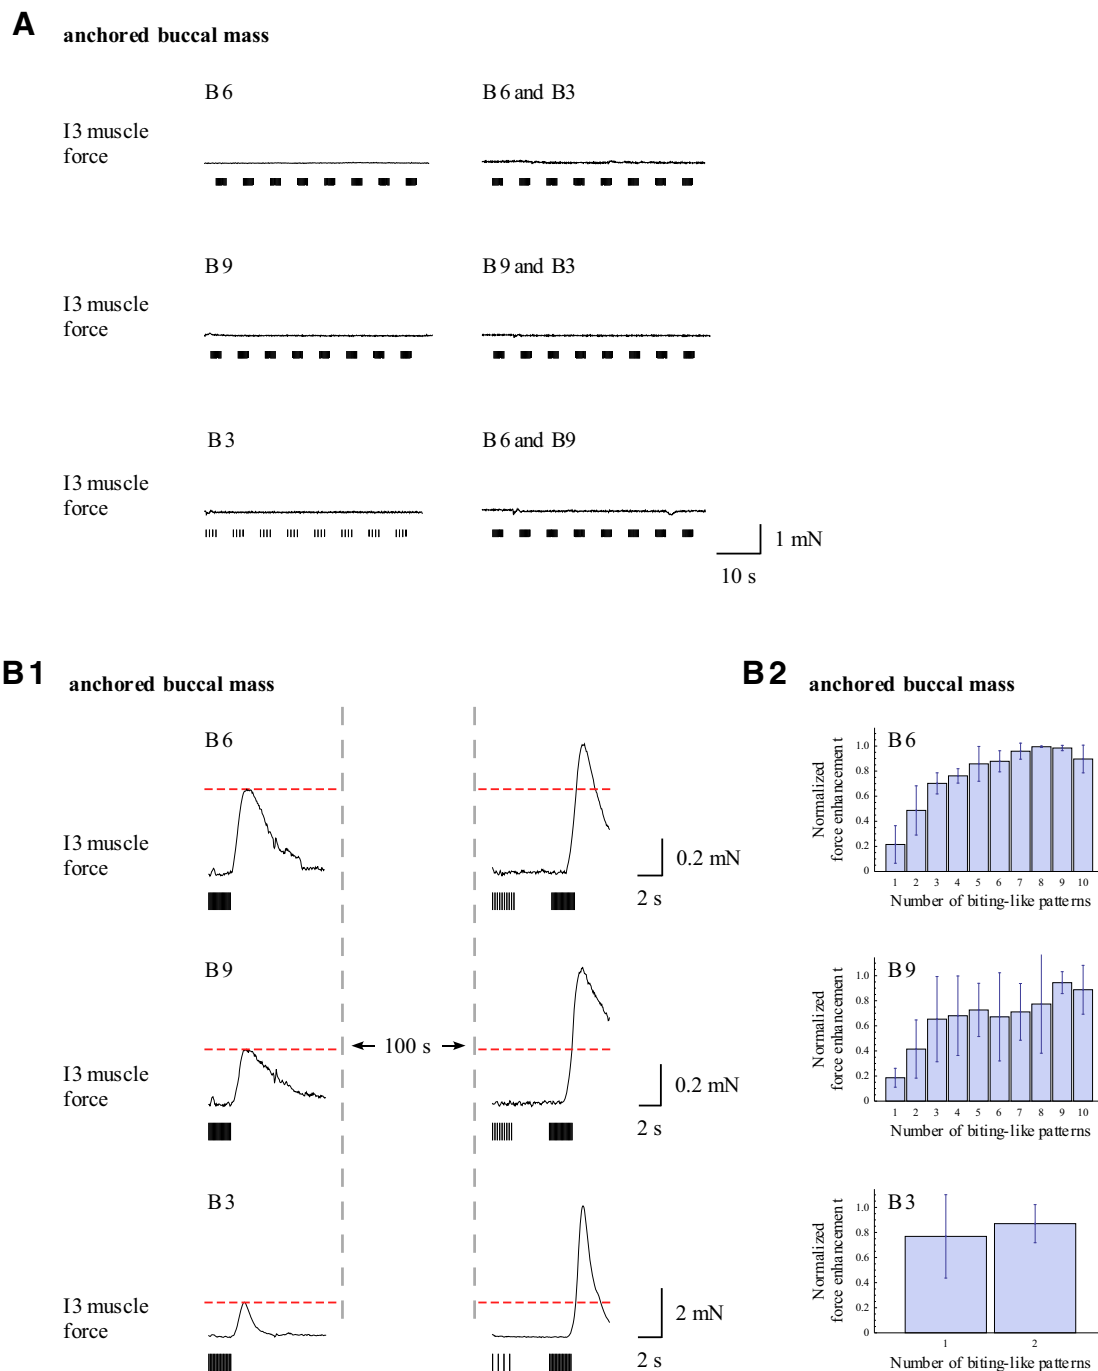 A anchored buccal mass
B6 B6 and B3
I3 muscle
force
B9 B9 and B3
I3 muscle
force
B3 B6 and B9
I3 muscle
force
1 mN
10 s
B1 anchored buccal mass
B6
I3 muscle
force
0.2 mN
2 s
B9
100 s
I3 muscle
force
0.2 mN
2 s
B3
I3 muscle
force
2 mN
2 s
B2 anchored buccal mass
B6
Normalized
force enhancement
1.0
0.8
0.6
0.4
0.2
0
1 2 3 4 5 6 7 8 9 10
Number of biting-like patterns
B9
Normalized
force enhancement
1.0
0.8
0.6
0.4
0.2
0
1 2 3 4 5 6 7 8 9 10
Number of biting-like patterns
B3
Normalized
force enhancement
1.0
0.8
0.6
0.4
0.2
0
1 2
Number of biting-like patterns